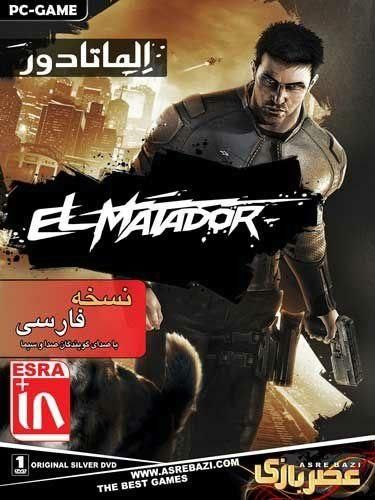 PC-GAME
اِلماتادور
EL MATADOR
نسخه
فارسی
با صدای گویندگان صدا و سیما
ESRA
+۱۸
1
DVD
ORIGINAL SILVER DVD
WWW.ASREBAZI.COM
THE BEST GAMES
ASRE BAZI
عصر بازی